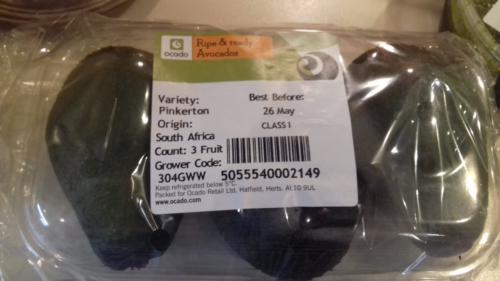 ocado
Ripe & ready
Avocados
Variety:
Pinkerton
Origin:
South Africa
Count: 3 Fruit
Grower Code:
304GWW
Best Before:
26 May
CLASS I
5055540002149
Keep refrigerated below 5°C.
Packed for Ocado Retail Ltd. Hatfield, Herts. AL10 9UL
www.ocado.com